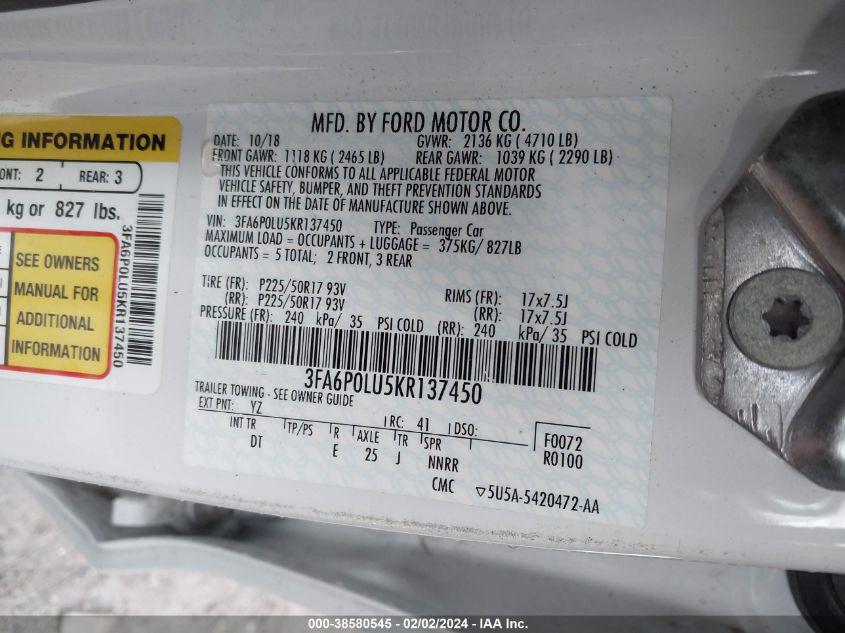 G INFORMATION
ONT: 2 REAR: 3
kg or 827 lbs.
SEE OWNERS
MANUAL FOR
ADDITIONAL
INFORMATION
3FA6P0LU5KR137450
MFD. BY FORD MOTOR CO.
DATE: 10/18 GVWR: 2136 KG ( 4710 LB)
FRONT GAWR: 1118 KG ( 2465 LB) REAR GAWR: 1039 KG ( 2290 LB)
THIS VEHICLE CONFORMS TO ALL APPLICABLE FEDERAL MOTOR
VEHICLE SAFETY, BUMPER, AND THEFT PREVENTION STANDARDS
IN EFFECT ON THE DATE OF MANUFACTURE SHOWN ABOVE.
VIN: 3FA6P0LU5KR137450 TYPE: Passenger Car
MAXIMUM LOAD = OCCUPANTS + LUGGAGE = 375KG/ 827LB
OCCUPANTS = 5 TOTAL; 2 FRONT, 3 REAR
TIRE (FR): P225/50R17 93V RIMS (FR): 17x7.5J
(RR): P225/50R17 93V (RR): 17x7.5J
PRESSURE (FR): 240 kPa/ 35 PSI COLD (RR): 240 kPa/ 35 PSI COLD
3FA6P0LU5KR137450
TRAILER TOWING - SEE OWNER GUIDE
EXT PNT: YZ RC: 41 DSO: F0072
INT TR TP/PS R AXLE TR SPR R0100
DT E 25 J NNRR
CMC ▽5U5A-5420472-AA
000-38580545 - 02/02/2024 - www.iaai.com/